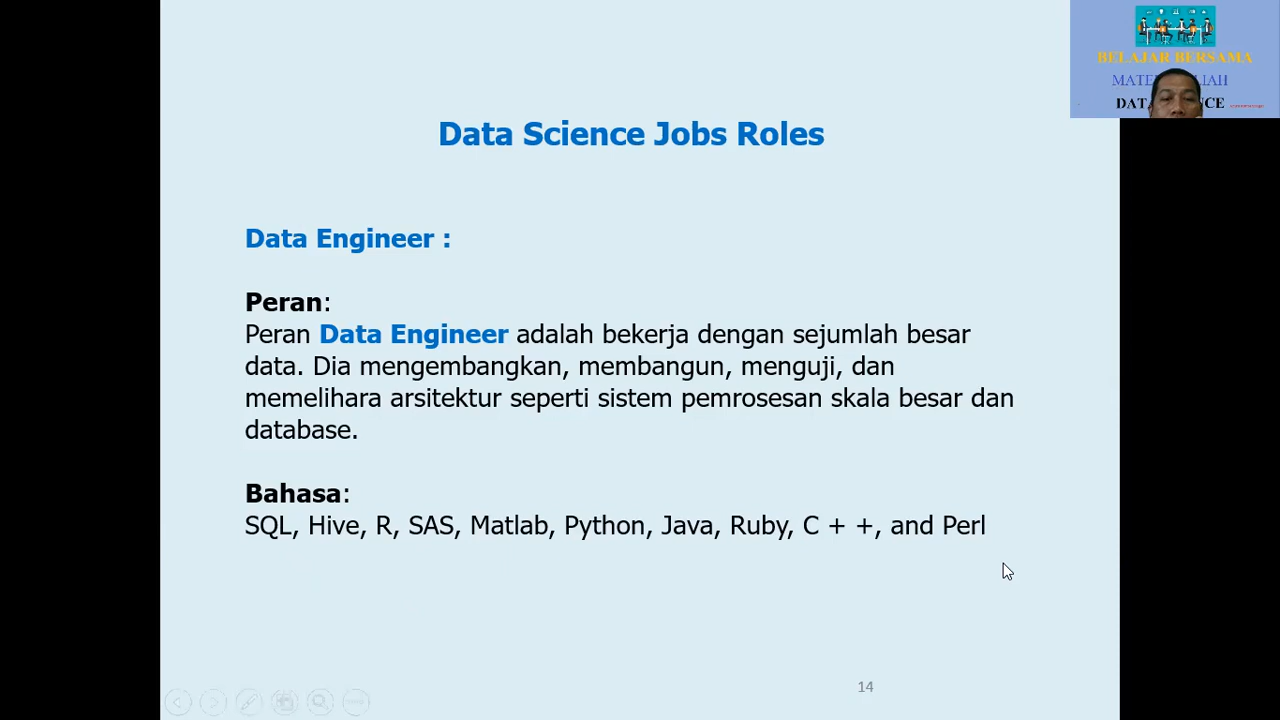 BELAJAR BERSAMA
Data Science Jobs Roles
Data Engineer :
Peran:
Peran Data Engineer adalah bekerja dengan sejumlah besar
data. Dia mengembangkan, membangun, menguji, dan
memelihara arsitektur seperti sistem pemrosesan skala besar dan
database.
Bahasa:
SQL, Hive, R, SAS, Matlab, Python, Java, Ruby, C + +, and Perl
14